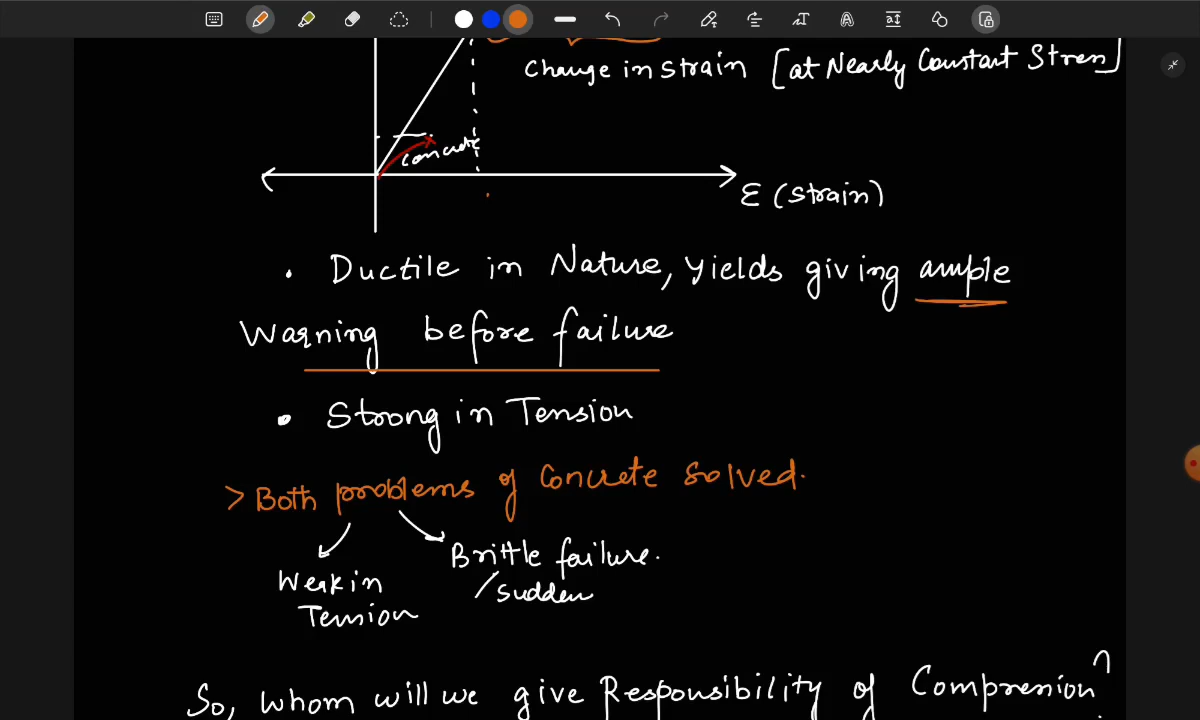 Change in Strain [at Nearly Constant Stress]
Concrete
ε (Strain)
• Ductile in Nature, Yields giving ample
Warning before failure
• Strong in Tension
> Both problems of Concrete Solved.
Brittle failure.
/Sudden
Weak in
Tension
So, whom will we give Responsibility of Compression?